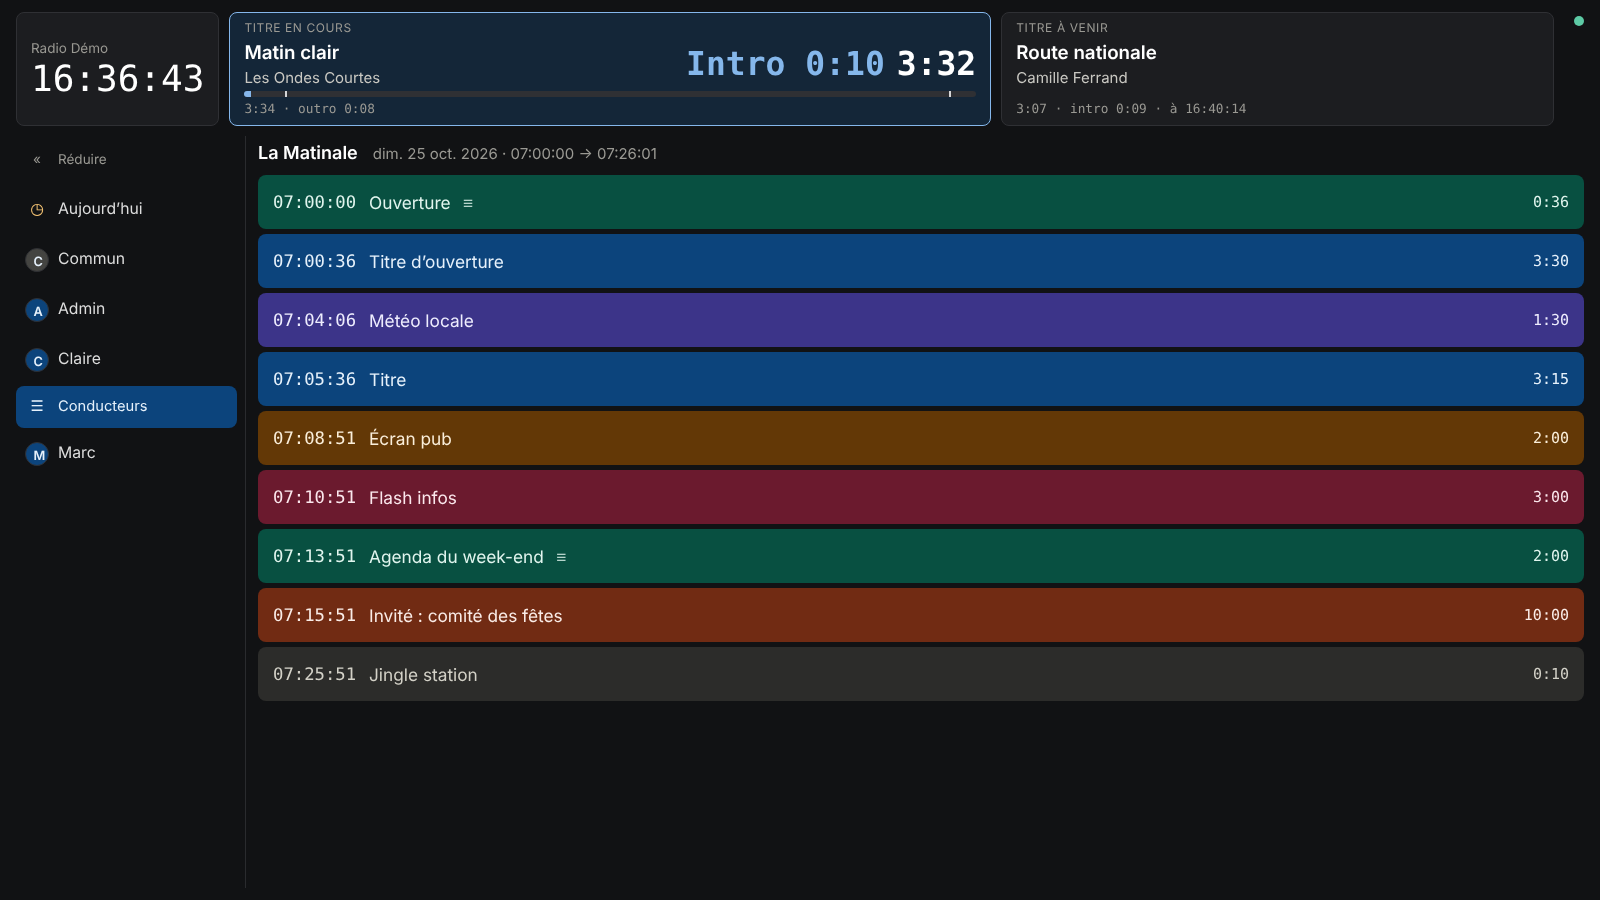 Radio Démo
16:36:43
TITRE EN COURS
Matin clair
Les Ondes Courtes
Intro 0:10 3:32
3:34 · outro 0:08
TITRE À VENIR
Route nationale
Camille Ferrand
3:07 · intro 0:09 · à 16:40:14
« Réduire
Aujourd’hui
C Commun
A Admin
C Claire
☰ Conducteurs
M Marc
La Matinale dim. 25 oct. 2026 · 07:00:00 → 07:26:01
07:00:00 Ouverture ≡ 0:36
07:00:36 Titre d’ouverture 3:30
07:04:06 Météo locale 1:30
07:05:36 Titre 3:15
07:08:51 Écran pub 2:00
07:10:51 Flash infos 3:00
07:13:51 Agenda du week-end ≡ 2:00
07:15:51 Invité : comité des fêtes 10:00
07:25:51 Jingle station 0:10